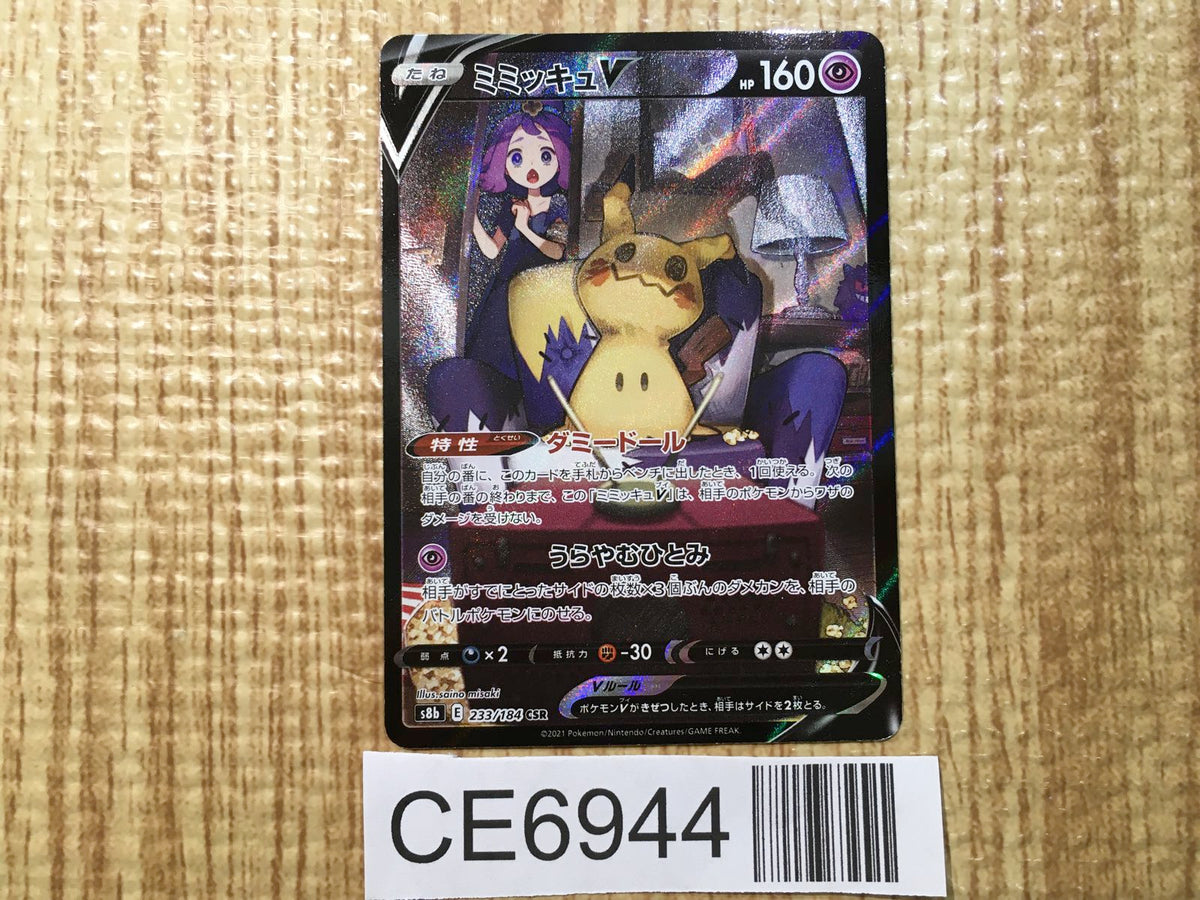 たね ミミッキュV HP 160
特性 とくせい ダミードール
自分の番に、このカードを手札からベンチに出したとき、1回使える。次の
相手の番の終わりまで、この「ミミッキュV」は、相手のポケモンからワザの
ダメージを受けない。
うらやむひとみ
相手がすでにとったサイドの枚数×3個ぶんのダメカンを、相手の
バトルポケモンにのせる。
弱点 ×2 抵抗力 -30 にげる
Illus.saino misaki
Vルール
s8b E 233/184 CSR
ポケモンVがきぜつしたとき、相手はサイドを2枚とる。
©2021 Pokémon/Nintendo/Creatures/GAME FREAK.
CE6944